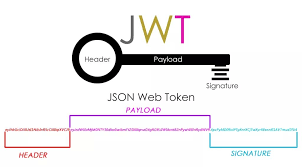 JWT
Header
Payload
Signature
JSON Web Token
PAYLOAD
HEADER
SIGNATURE